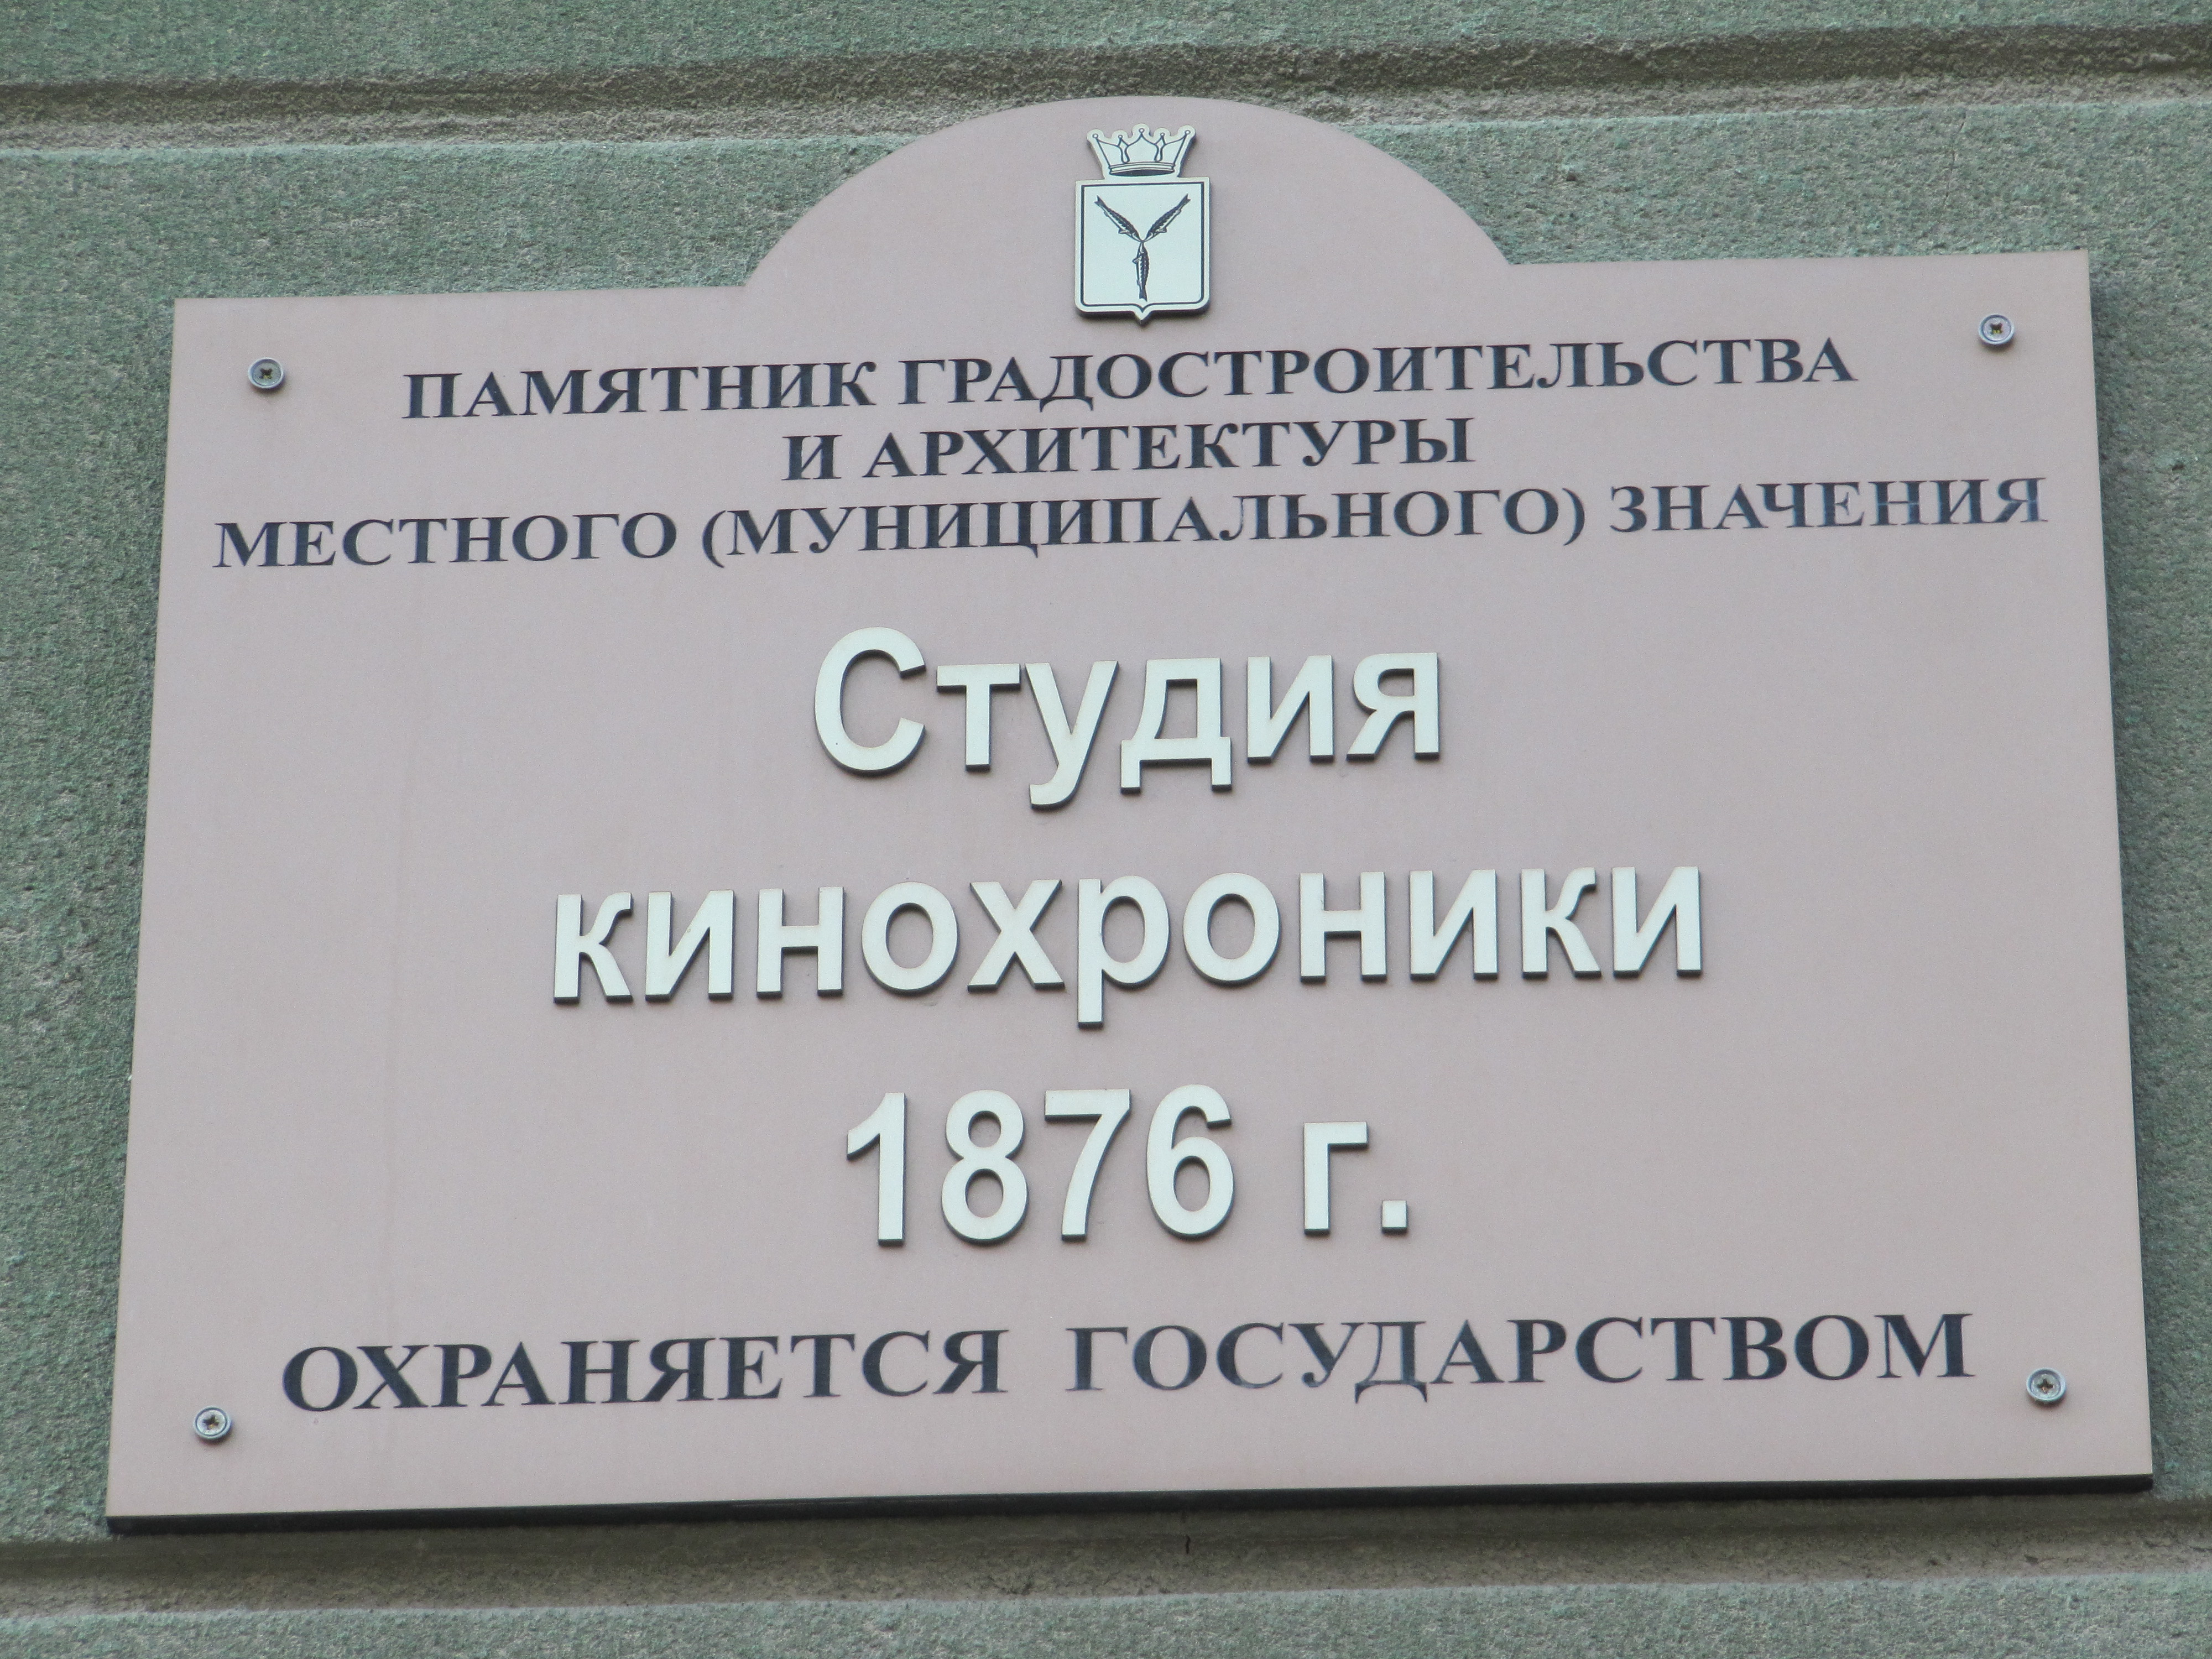 ПАМЯТНИК ГРАДОСТРОИТЕЛЬСТВА
И АРХИТЕКТУРЫ
МЕСТНОГО (МУНИЦИПАЛЬНОГО) ЗНАЧЕНИЯ
Студия
кинохроники
1876 г.
ОХРАНЯЕТСЯ ГОСУДАРСТВОМ